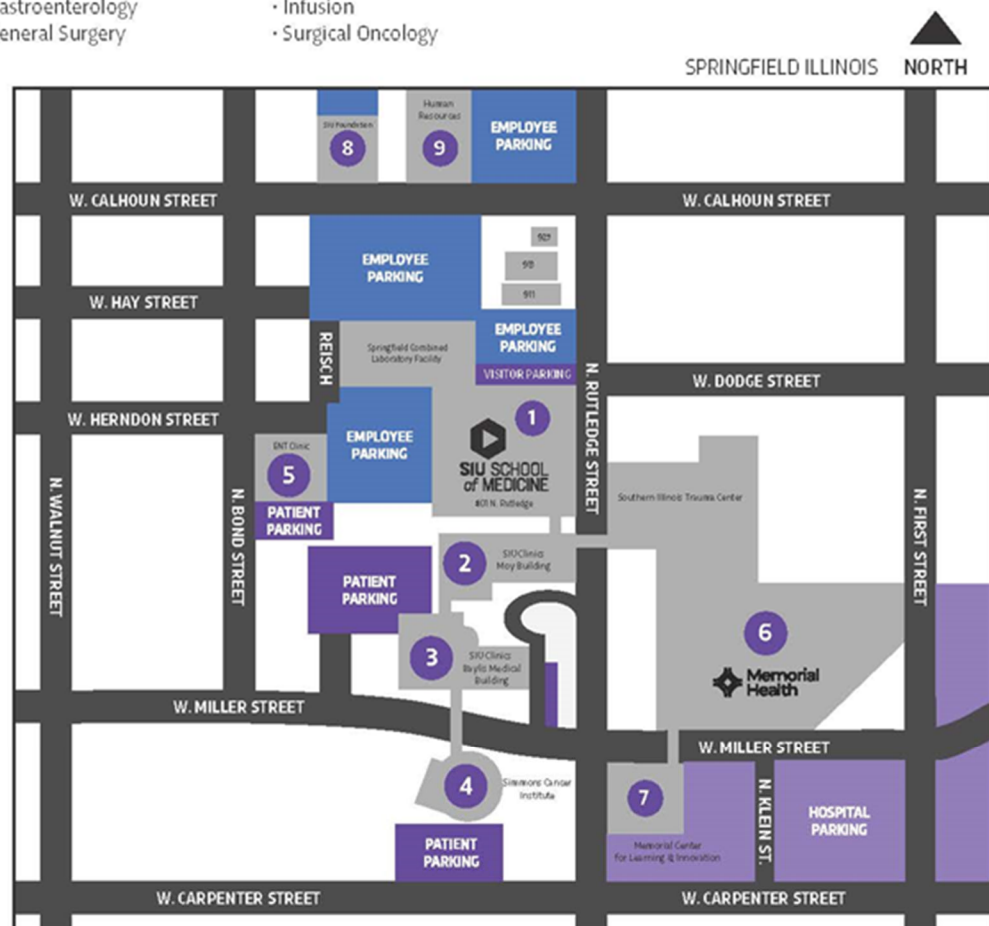 astroenterology
eneral Surgery
· Infusion
· Surgical Oncology
SPRINGFIELD ILLINOIS NORTH
SIU Foundation
8
Human
Resources
9
EMPLOYEE
PARKING
W. CALHOUN STREET
W. CALHOUN STREET
EMPLOYEE
PARKING
911
W. HAY STREET
EMPLOYEE
PARKING
VISITOR PARKING
REISCH
Springfield Combined
Laboratory Facility
W. DODGE STREET
N. RUTLEDGE STREET
W. HERNDON STREET
EMPLOYEE
PARKING
1
SIU SCHOOL
of MEDICINE
801 N. Rutledge
ENT Clinic
5
PATIENT
PARKING
N. WALNUT STREET
N. BOND STREET
Southern Illinois Trauma Center
N. FIRST STREET
2
SIU Clinics
Moy Building
PATIENT
PARKING
3
SIU Clinics
Baylis Medical
Building
6
Memorial
Health
W. MILLER STREET
W. MILLER STREET
4
Simmons Cancer
Institute
7
Memorial Center
for Learning & Innovation
N. KLEIN ST.
HOSPITAL
PARKING
PATIENT
PARKING
W. CARPENTER STREET
W. CARPENTER STREET